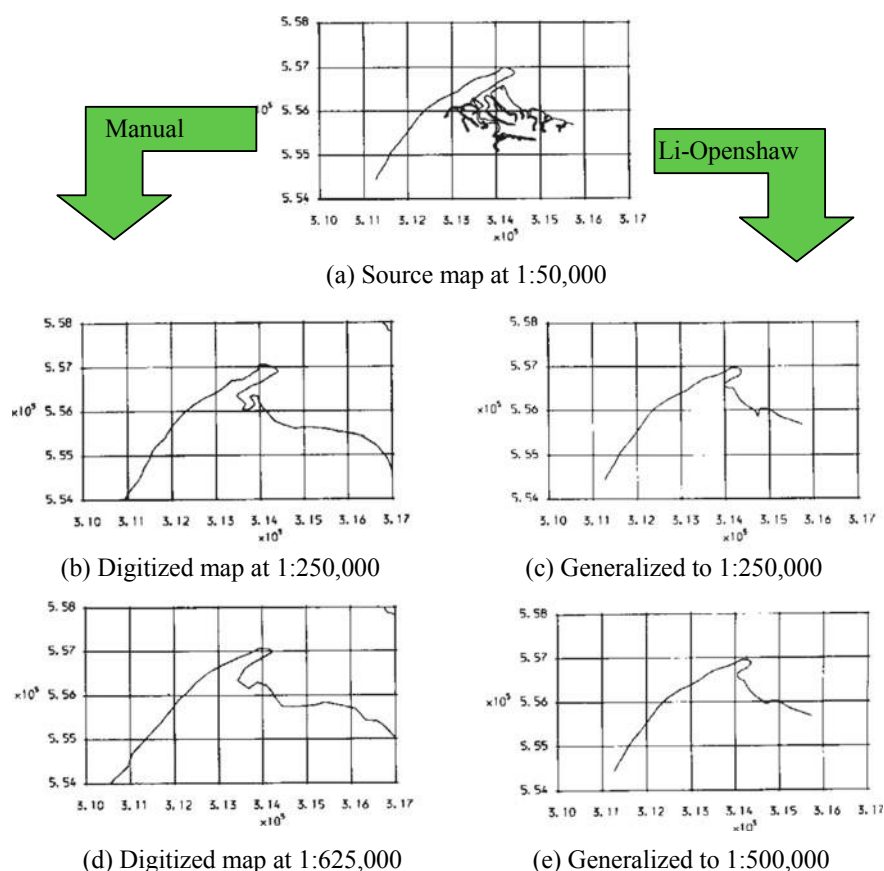 5.58
5.57
×10⁵ 5.56
5.55
5.54
3.10 3.11 3.12 3.13 3.14 3.15 3.16 3.17
×10⁵
Manual
Li-Openshaw
(a) Source map at 1:50,000
5.58
5.57
×10⁵ 5.56
5.55
5.54
3.10 3.11 3.12 3.13 3.14 3.15 3.16 3.17
×10⁵
(b) Digitized map at 1:250,000
5.58
5.57
×10⁵ 5.56
5.55
5.54
3.10 3.11 3.12 3.13 3.14 3.15 3.16 3.17
×10⁵
(c) Generalized to 1:250,000
5.58
5.57
×10⁵ 5.56
5.55
5.54
3.10 3.11 3.12 3.13 3.14 3.15 3.16 3.17
×10⁵
(d) Digitized map at 1:625,000
5.58
5.57
×10⁵ 5.56
5.55
5.54
3.10 3.11 3.12 3.13 3.14 3.15 3.16 3.17
×10⁵
(e) Generalized to 1:500,000